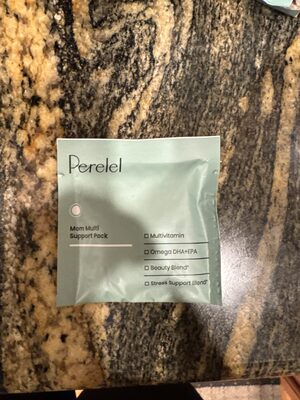 Perelel
Mom Multi
Support Pack
Multivitamin
Omega DHA+EPA
Beauty Blend*
Stress Support Blend*